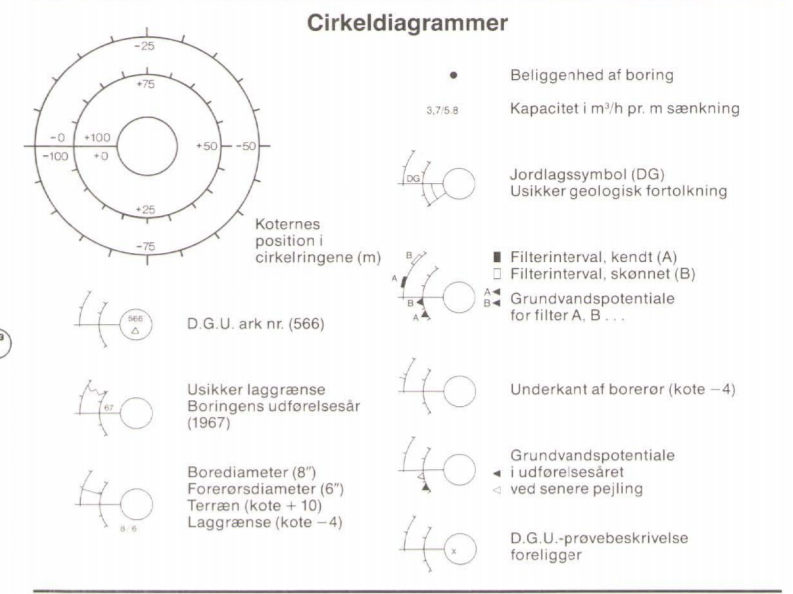 Cirkeldiagrammer
-25
+75
-0 +100
-100 +0
+50 -50
+25
-75
Koternes
position i
cirkelringene (m)
566
D.G.U. ark nr. (566)
67
Usikker laggrænse
Boringens udførelsesår
(1967)
8/6
Borediameter (8")
Forerørsdiameter (6")
Terræn (kote + 10)
Laggrænse (kote −4)
Beliggenhed af boring
3,7/5.8
Kapacitet i m³/h pr. m sænkning
DG
Jordlagssymbol (DG)
Usikker geologisk fortolkning
B
A
B
A
Filterinterval, kendt (A)
Filterinterval, skønnet (B)
A
B
Grundvandspotentiale
for filter A, B . . .
Underkant af borerør (kote −4)
Grundvandspotentiale
i udførelsesåret
ved senere pejling
x
D.G.U.-prøvebeskrivelse
foreligger